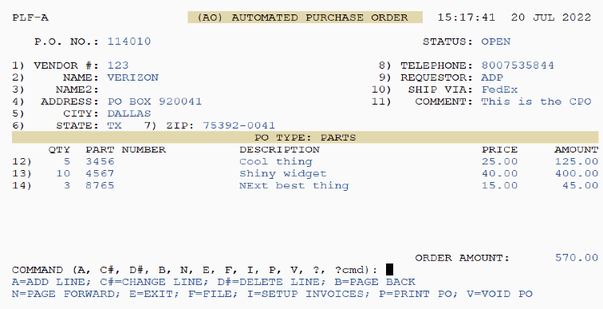 PLF-A (AO) AUTOMATED PURCHASE ORDER 15:17:41 20 JUL 2022
P.O. NO.: 114010 STATUS: OPEN
1) VENDOR #: 123 8) TELEPHONE: 8007535844
2) NAME: VERIZON 9) REQUESTOR: ADP
3) NAME2: 10) SHIP VIA: FedEx
4) ADDRESS: PO BOX 920041 11) COMMENT: This is the CPO
5) CITY: DALLAS
6) STATE: TX 7) ZIP: 75392-0041
PO TYPE: PARTS
QTY PART NUMBER DESCRIPTION PRICE AMOUNT
12) 5 3456 Cool thing 25.00 125.00
13) 10 4567 Shiny widget 40.00 400.00
14) 3 8765 NExt best thing 15.00 45.00
ORDER AMOUNT: 570.00
COMMAND (A, C#, D#, B, N, E, F, I, P, V, ?, ?cmd):
A=ADD LINE; C#=CHANGE LINE; D#=DELETE LINE; B=PAGE BACK
N=PAGE FORWARD; E=EXIT; F=FILE; I=SETUP INVOICES; P=PRINT PO; V=VOID PO